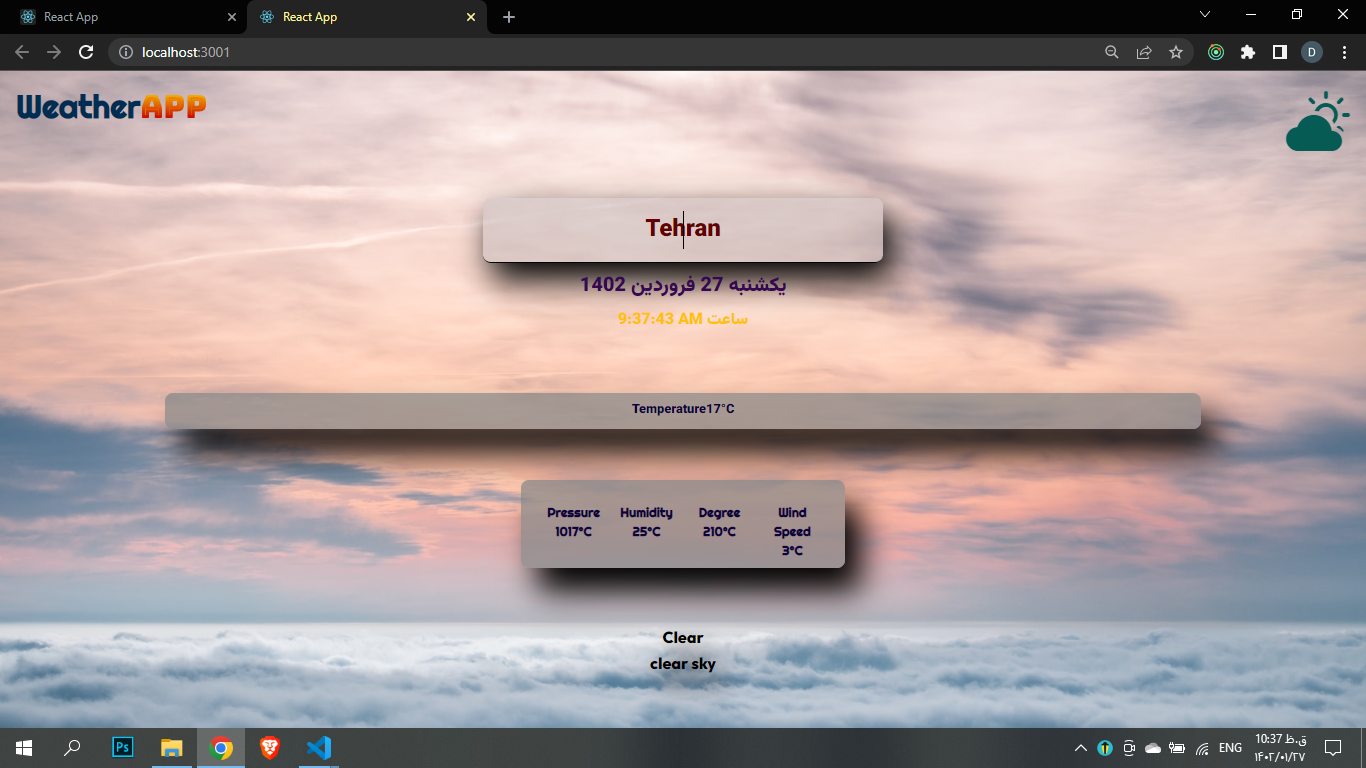 React App
React App
localhost:3001
D
WeatherAPP
Tehran
یکشنبه 27 فروردین 1402
ساعت 9:37:43 AM
Temperature17°C
Pressure Humidity Degree Wind Speed
1017°C 25°C 210°C 3°C
Clear
clear sky
Ps
ENG
10:37 ق.ظ
۱۴۰۲/۰۱/۲۷